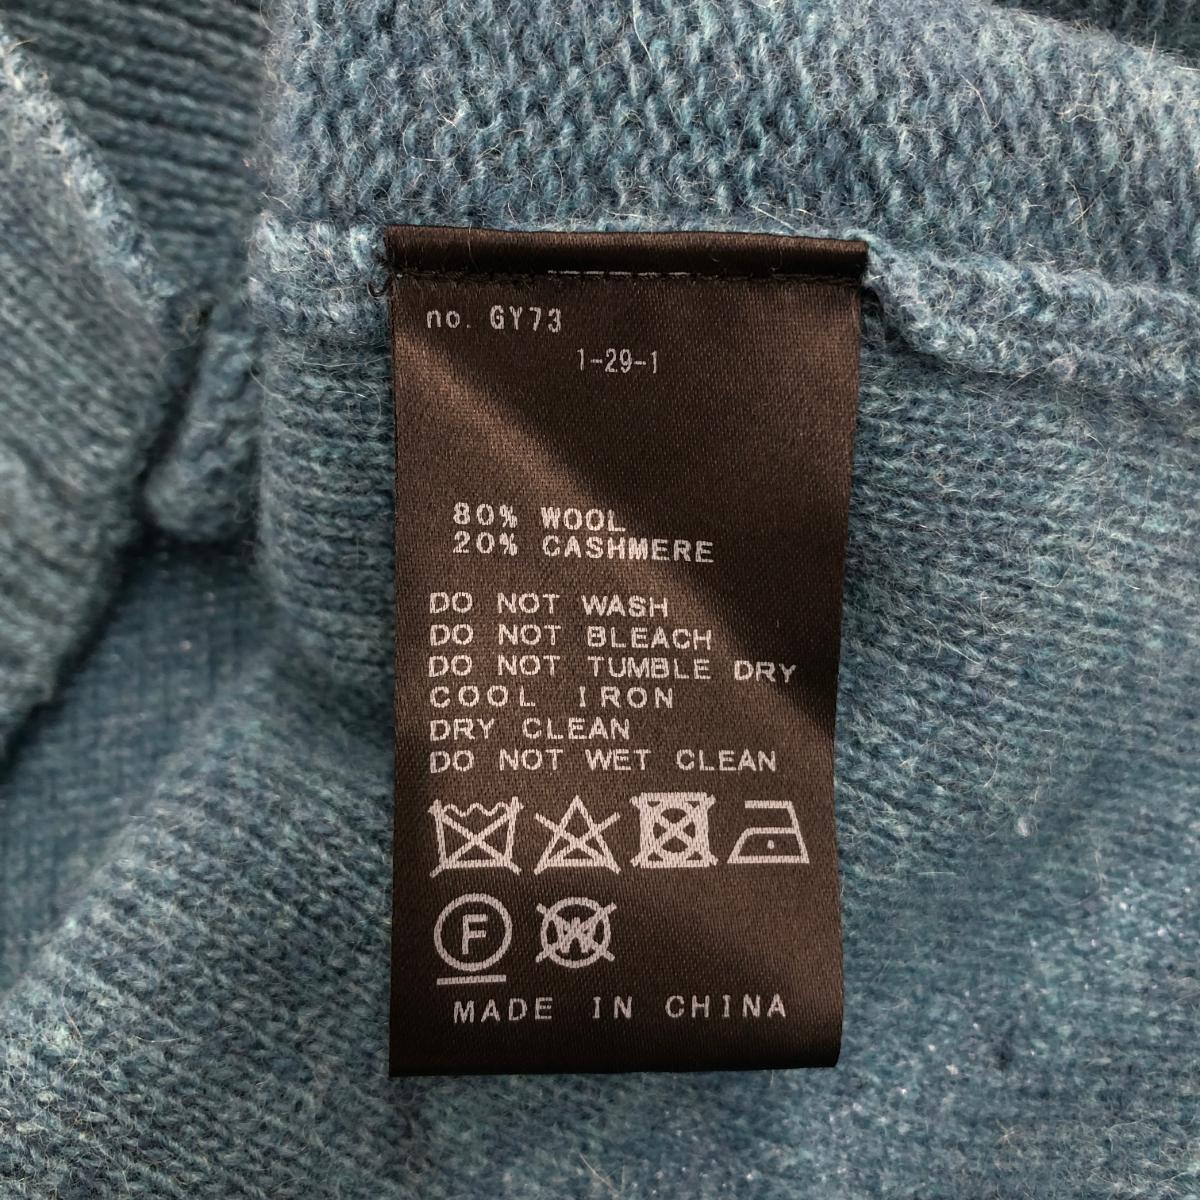 no. GY73
1-29-1
80% WOOL
20% CASHMERE
DO NOT WASH
DO NOT BLEACH
DO NOT TUMBLE DRY
COOL IRON
DRY CLEAN
DO NOT WET CLEAN
F W
MADE IN CHINA